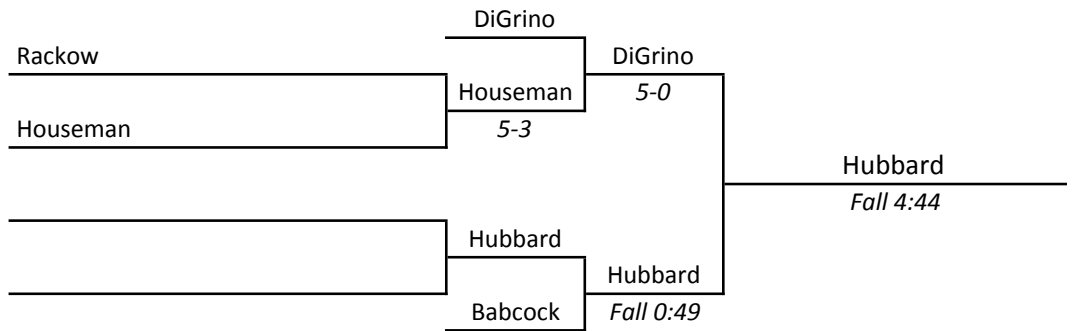 DiGrino
Rackow
DiGrino
Houseman
5-0
Houseman
5-3
Hubbard
Fall 4:44
Hubbard
Hubbard
Babcock
Fall 0:49